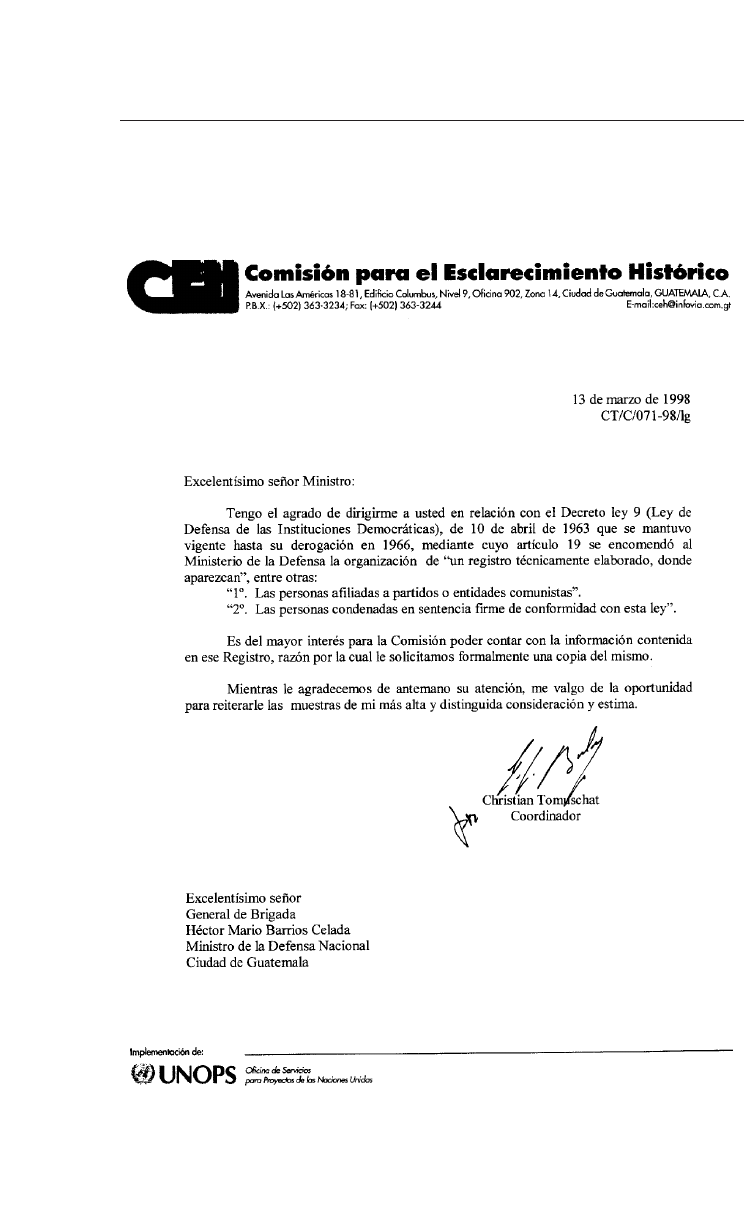 CEH Comisión para el Esclarecimiento Histórico
Avenida Las Américas 18-81, Edificio Columbus, Nivel 9, Oficina 902, Zona 14, Ciudad de Guatemala, GUATEMALA, C.A.
P.B.X.: (+502) 363-3234; Fax: (+502) 363-3244 E-mail:ceh@infovia.com.gt
13 de marzo de 1998
CT/C/071-98/lg
Excelentísimo señor Ministro:
Tengo el agrado de dirigirme a usted en relación con el Decreto ley 9 (Ley de
Defensa de las Instituciones Democráticas), de 10 de abril de 1963 que se mantuvo
vigente hasta su derogación en 1966, mediante cuyo artículo 19 se encomendó al
Ministerio de la Defensa la organización de “un registro técnicamente elaborado, donde
aparezcan”, entre otras:
“1º. Las personas afiliadas a partidos o entidades comunistas”.
“2º. Las personas condenadas en sentencia firme de conformidad con esta ley”.
Es del mayor interés para la Comisión poder contar con la información contenida
en ese Registro, razón por la cual le solicitamos formalmente una copia del mismo.
Mientras le agradecemos de antemano su atención, me valgo de la oportunidad
para reiterarle las muestras de mi más alta y distinguida consideración y estima.
Christian Tomuschat
Coordinador
Excelentísimo señor
General de Brigada
Héctor Mario Barrios Celada
Ministro de la Defensa Nacional
Ciudad de Guatemala
Implementación de:
UNOPS Oficina de Servicios
para Proyectos de las Naciones Unidas